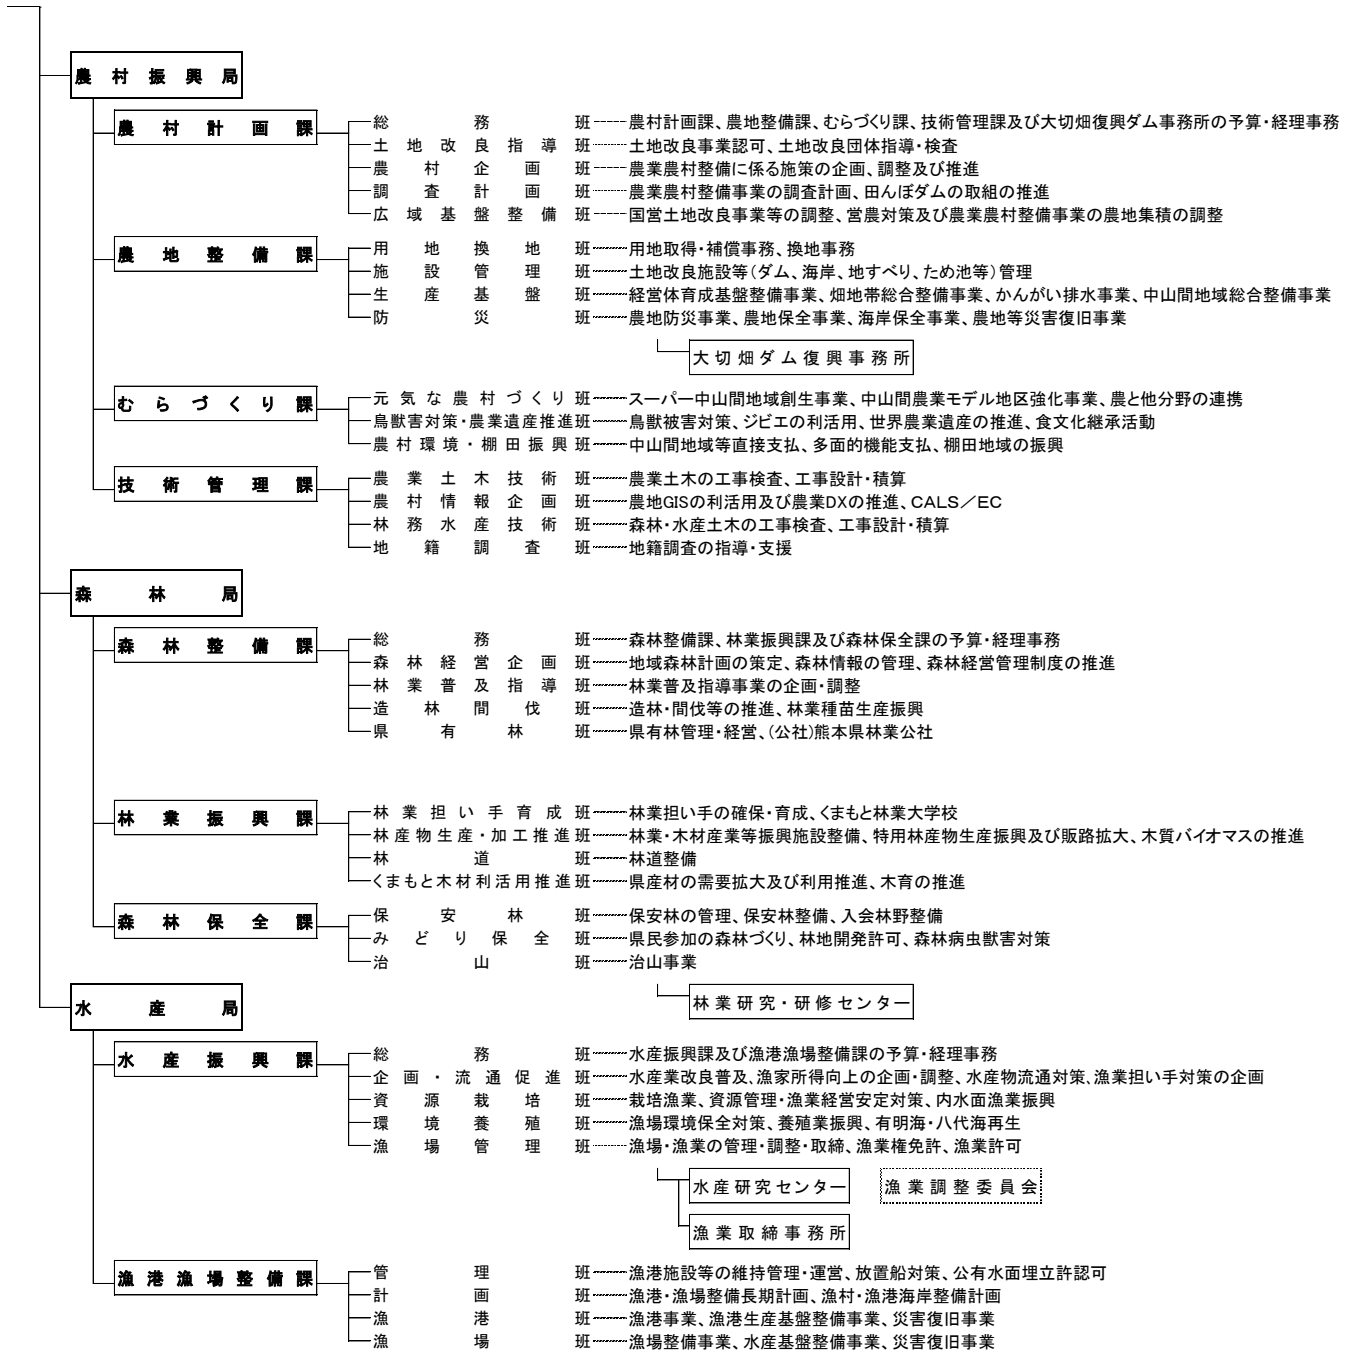 農村振興局
農村計画課
総務班 農村計画課、農地整備課、むらづくり課、技術管理課及び大切畑復興ダム事務所の予算・経理事務
土地改良指導班 土地改良事業認可、土地改良団体指導・検査
農村企画班 農業農村整備に係る施策の企画、調整及び推進
調査計画班 農業農村整備事業の調査計画、田んぼダムの取組の推進
広域基盤整備班 国営土地改良事業等の調整、営農対策及び農業農村整備事業の農地集積の調整
農地整備課
用地換地班 用地取得・補償事務、換地事務
施設管理班 土地改良施設等(ダム、海岸、地すべり、ため池等)管理
生産基盤班 経営体育成基盤整備事業、畑地帯総合整備事業、かんがい排水事業、中山間地域総合整備事業
防災班 農地防災事業、農地保全事業、海岸保全事業、農地等災害復旧事業
大切畑ダム復興事務所
むらづくり課
元気な農村づくり班 スーパー中山間地域創生事業、中山間農業モデル地区強化事業、農と他分野の連携
鳥獣害対策・農業遺産推進班 鳥獣被害対策、ジビエの利活用、世界農業遺産の推進、食文化継承活動
農村環境・棚田振興班 中山間地域等直接支払、多面的機能支払、棚田地域の振興
技術管理課
農業土木技術班 農業土木の工事検査、工事設計・積算
農村情報企画班 農地GISの利活用及び農業DXの推進、CALS／EC
林務水産技術班 森林・水産土木の工事検査、工事設計・積算
地籍調査班 地籍調査の指導・支援
森林局
森林整備課
総務班 森林整備課、林業振興課及び森林保全課の予算・経理事務
森林経営企画班 地域森林計画の策定、森林情報の管理、森林経営管理制度の推進
林業普及指導班 林業普及指導事業の企画・調整
造林間伐班 造林・間伐等の推進、林業種苗生産振興
県有林班 県有林管理・経営、(公社)熊本県林業公社
林業振興課
林業担い手育成班 林業担い手の確保・育成、くまもと林業大学校
林産物生産・加工推進班 林業・木材産業等振興施設整備、特用林産物生産振興及び販路拡大、木質バイオマスの推進
林道班 林道整備
くまもと木材利活用推進班 県産材の需要拡大及び利用推進、木育の推進
森林保全課
保安林班 保安林の管理、保安林整備、入会林野整備
みどり保全班 県民参加の森林づくり、林地開発許可、森林病虫獣害対策
治山班 治山事業
林業研究・研修センター
水産局
水産振興課
総務班 水産振興課及び漁港漁場整備課の予算・経理事務
企画・流通促進班 水産業改良普及、漁家所得向上の企画・調整、水産物流通対策、漁業担い手対策の企画
資源栽培班 栽培漁業、資源管理・漁業経営安定対策、内水面漁業振興
環境養殖班 漁場環境保全対策、養殖業振興、有明海・八代海再生
漁場管理班 漁場・漁業の管理・調整・取締、漁業権免許、漁業許可
水産研究センター 漁業調整委員会
漁業取締事務所
漁港漁場整備課
管理班 漁港施設等の維持管理・運営、放置船対策、公有水面埋立許認可
計画班 漁港・漁場整備長期計画、漁村・漁港海岸整備計画
漁港班 漁港事業、漁港生産基盤整備事業、災害復旧事業
漁場班 漁場整備事業、水産基盤整備事業、災害復旧事業